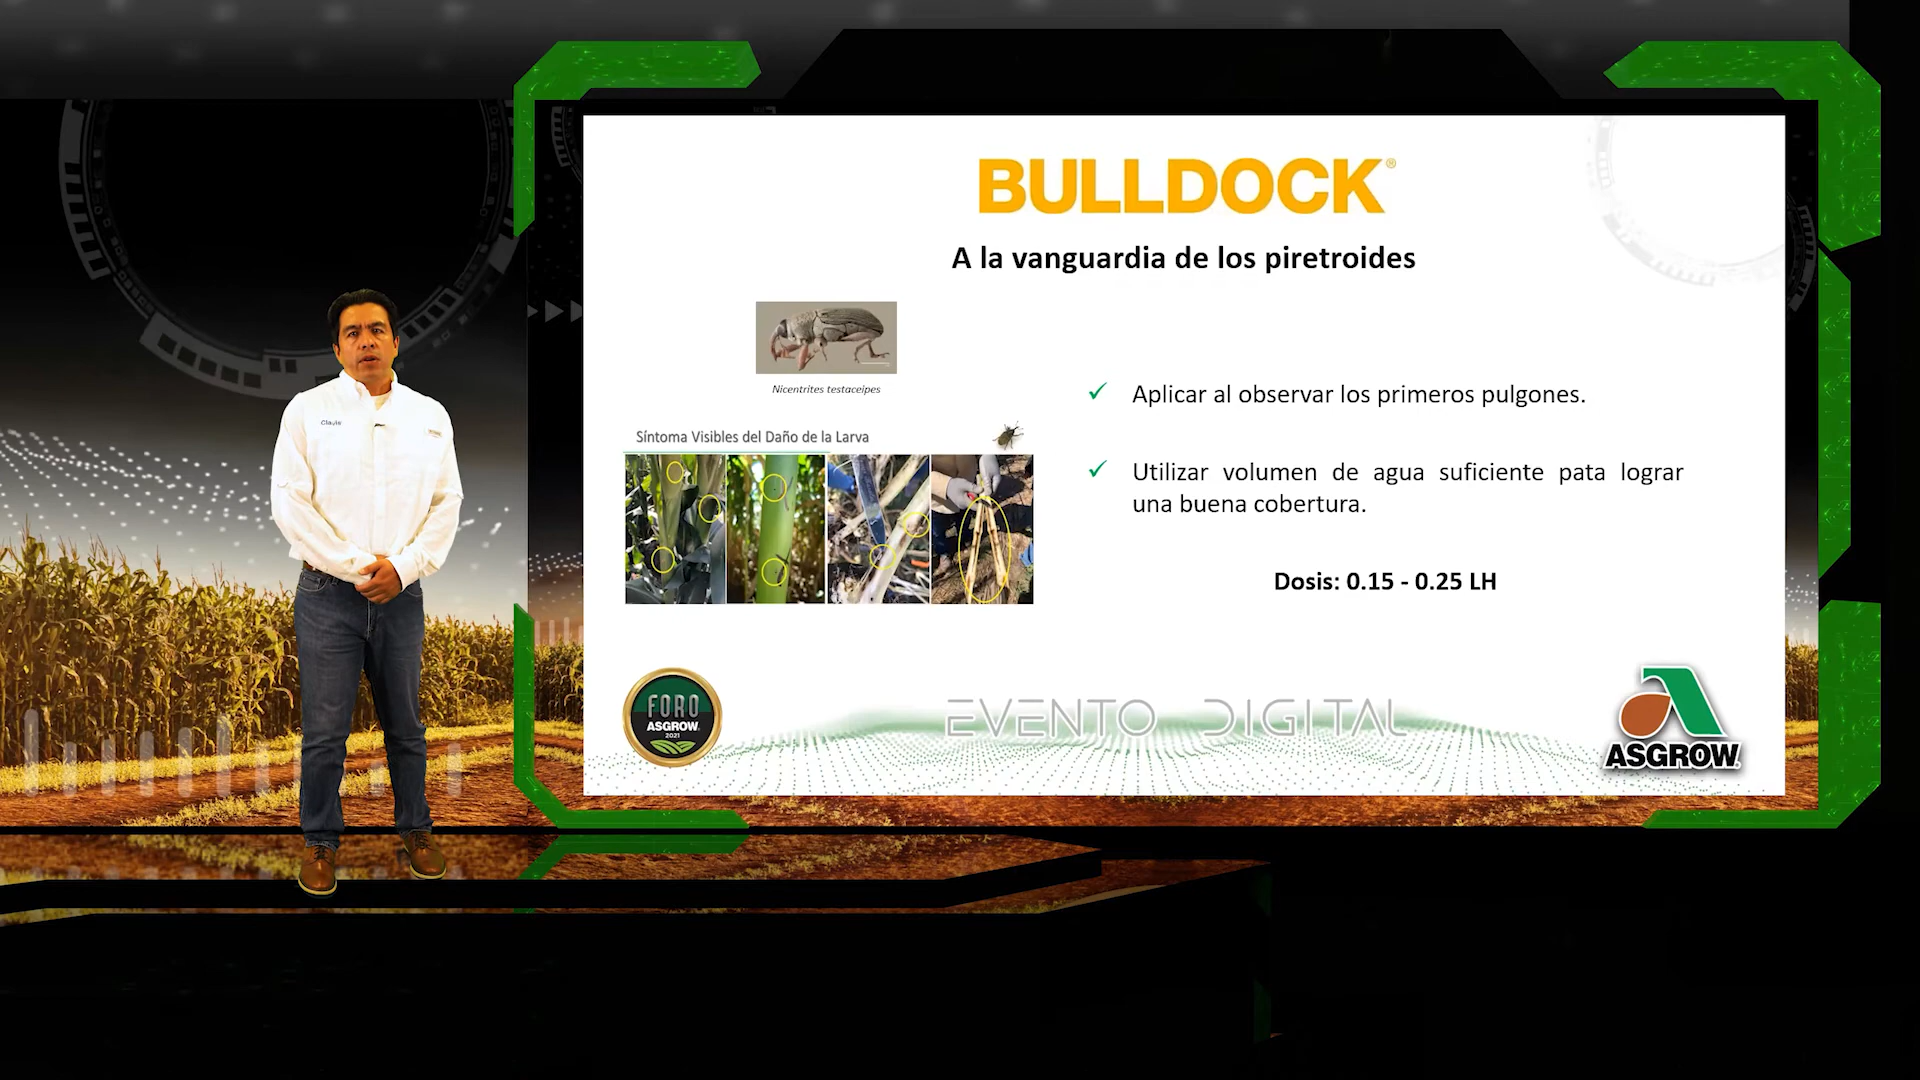 BULLDOCK®
A la vanguardia de los piretroides
Nicentrites testaceipes
Síntoma Visibles del Daño de la Larva
✓ Aplicar al observar los primeros pulgones.
✓ Utilizar volumen de agua suficiente pata lograr
una buena cobertura.
Dosis: 0.15 - 0.25 LH
FORO
ASGROW
2021
EVENTO DIGITAL
ASGROW